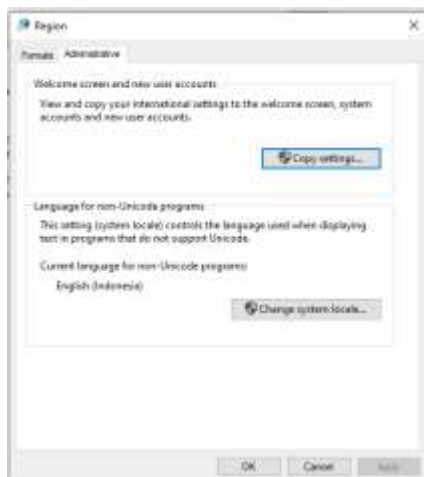 Region
Formats Administrative
Welcome screen and new user accounts
View and copy your international settings to the welcome screen, system
accounts and new user accounts.
Copy settings...
Language for non-Unicode programs
This setting (system locale) controls the language used when displaying
text in programs that do not support Unicode.
Current language for non-Unicode programs:
English (Indonesia)
Change system locale...
OK Cancel Apply